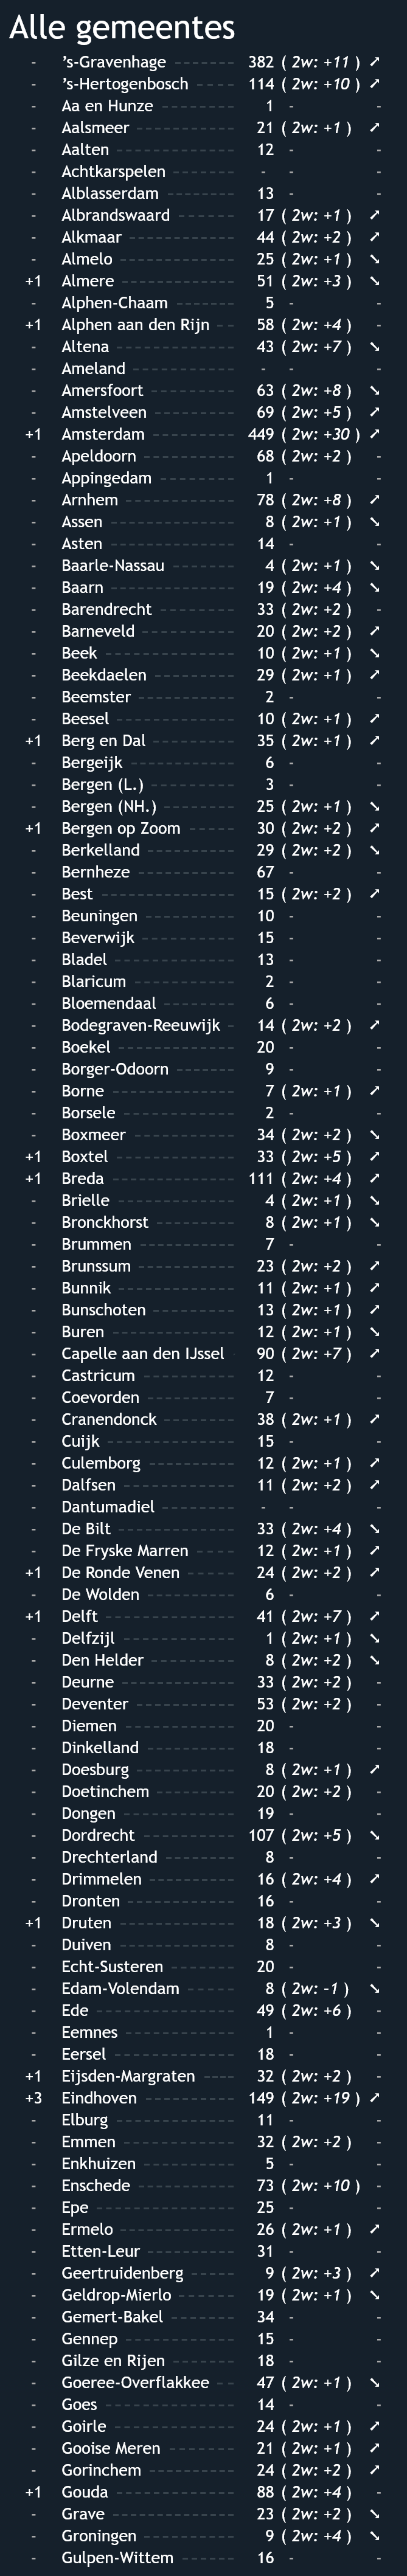 Alle gemeentes
- 's-Gravenhage 382 ( 2w: +11 ) ➚
- 's-Hertogenbosch 114 ( 2w: +10 ) ➚
- Aa en Hunze 1 - -
- Aalsmeer 21 ( 2w: +1 ) ➚
- Aalten 12 - -
- Achtkarspelen - - -
- Alblasserdam 13 - -
- Albrandswaard 17 ( 2w: +1 ) ➚
- Alkmaar 44 ( 2w: +2 ) ➚
- Almelo 25 ( 2w: +1 ) ➘
+1 Almere 51 ( 2w: +3 ) ➘
- Alphen-Chaam 5 - -
+1 Alphen aan den Rijn 58 ( 2w: +4 ) -
- Altena 43 ( 2w: +7 ) ➘
- Ameland - - -
- Amersfoort 63 ( 2w: +8 ) ➘
- Amstelveen 69 ( 2w: +5 ) ➚
+1 Amsterdam 449 ( 2w: +30 ) ➚
- Apeldoorn 68 ( 2w: +2 ) -
- Appingedam 1 - -
- Arnhem 78 ( 2w: +8 ) ➚
- Assen 8 ( 2w: +1 ) ➘
- Asten 14 - -
- Baarle-Nassau 4 ( 2w: +1 ) ➘
- Baarn 19 ( 2w: +4 ) ➘
- Barendrecht 33 ( 2w: +2 ) -
- Barneveld 20 ( 2w: +2 ) ➚
- Beek 10 ( 2w: +1 ) ➘
- Beekdaelen 29 ( 2w: +1 ) ➚
- Beemster 2 - -
- Beesel 10 ( 2w: +1 ) ➚
+1 Berg en Dal 35 ( 2w: +1 ) ➚
- Bergeijk 6 - -
- Bergen (L.) 3 - -
- Bergen (NH.) 25 ( 2w: +1 ) ➘
+1 Bergen op Zoom 30 ( 2w: +2 ) ➚
- Berkelland 29 ( 2w: +2 ) ➘
- Bernheze 67 - -
- Best 15 ( 2w: +2 ) ➚
- Beuningen 10 - -
- Beverwijk 15 - -
- Bladel 13 - -
- Blaricum 2 - -
- Bloemendaal 6 - -
- Bodegraven-Reeuwijk 14 ( 2w: +2 ) ➚
- Boekel 20 - -
- Borger-Odoorn 9 - -
- Borne 7 ( 2w: +1 ) ➚
- Borsele 2 - -
- Boxmeer 34 ( 2w: +2 ) ➘
+1 Boxtel 33 ( 2w: +5 ) ➚
+1 Breda 111 ( 2w: +4 ) ➚
- Brielle 4 ( 2w: +1 ) ➘
- Bronckhorst 8 ( 2w: +1 ) ➘
- Brummen 7 - -
- Brunssum 23 ( 2w: +2 ) ➚
- Bunnik 11 ( 2w: +1 ) ➚
- Bunschoten 13 ( 2w: +1 ) ➚
- Buren 12 ( 2w: +1 ) ➘
- Capelle aan den IJssel 90 ( 2w: +7 ) ➚
- Castricum 12 - -
- Coevorden 7 - -
- Cranendonck 38 ( 2w: +1 ) ➚
- Cuijk 15 - -
- Culemborg 12 ( 2w: +1 ) ➚
- Dalfsen 11 ( 2w: +2 ) ➚
- Dantumadiel - - -
- De Bilt 33 ( 2w: +4 ) ➘
- De Fryske Marren 12 ( 2w: +1 ) ➚
+1 De Ronde Venen 24 ( 2w: +2 ) ➚
- De Wolden 6 - -
+1 Delft 41 ( 2w: +7 ) ➚
- Delfzijl 1 ( 2w: +1 ) ➘
- Den Helder 8 ( 2w: +2 ) ➘
- Deurne 33 ( 2w: +2 ) -
- Deventer 53 ( 2w: +2 ) -
- Diemen 20 - -
- Dinkelland 18 - -
- Doesburg 8 ( 2w: +1 ) ➚
- Doetinchem 20 ( 2w: +2 ) -
- Dongen 19 - -
- Dordrecht 107 ( 2w: +5 ) ➘
- Drechterland 8 - -
- Drimmelen 16 ( 2w: +4 ) ➚
- Dronten 16 - -
+1 Druten 18 ( 2w: +3 ) ➘
- Duiven 8 - -
- Echt-Susteren 20 - -
- Edam-Volendam 8 ( 2w: -1 ) ➘
- Ede 49 ( 2w: +6 ) -
- Eemnes 1 - -
- Eersel 18 - -
+1 Eijsden-Margraten 32 ( 2w: +2 ) -
+3 Eindhoven 149 ( 2w: +19 ) ➚
- Elburg 11 - -
- Emmen 32 ( 2w: +2 ) -
- Enkhuizen 5 - -
- Enschede 73 ( 2w: +10 ) -
- Epe 25 - -
- Ermelo 26 ( 2w: +1 ) ➚
- Etten-Leur 31 - -
- Geertruidenberg 9 ( 2w: +3 ) ➚
- Geldrop-Mierlo 19 ( 2w: +1 ) ➘
- Gemert-Bakel 34 - -
- Gennep 15 - -
- Gilze en Rijen 18 - -
- Goeree-Overflakkee 47 ( 2w: +1 ) ➘
- Goes 14 - -
- Goirle 24 ( 2w: +1 ) ➚
- Gooise Meren 21 ( 2w: +1 ) ➚
- Gorinchem 24 ( 2w: +2 ) ➚
+1 Gouda 88 ( 2w: +4 ) -
- Grave 23 ( 2w: +2 ) ➘
- Groningen 9 ( 2w: +4 ) ➘
- Gulpen-Wittem 16 - -